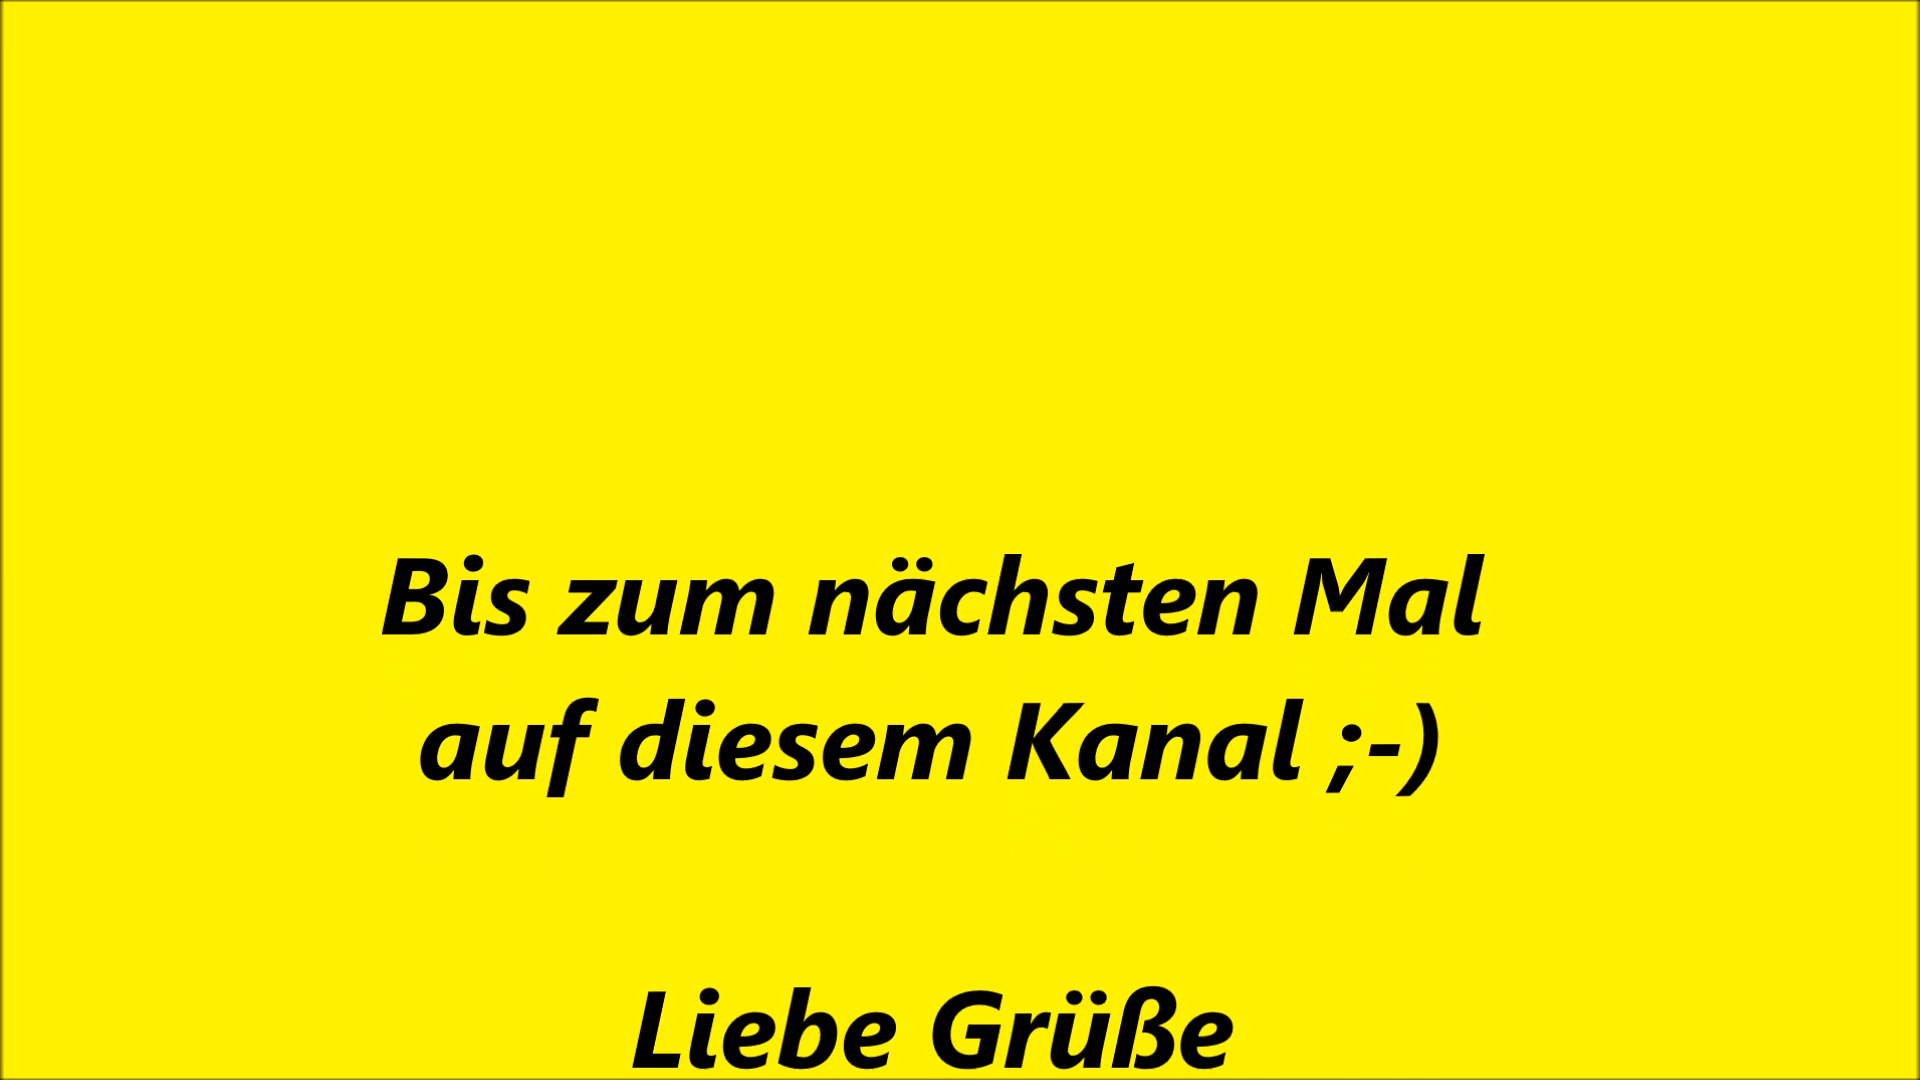 Bis zum nächsten Mal
auf diesem Kanal ;-)
Liebe Grüße